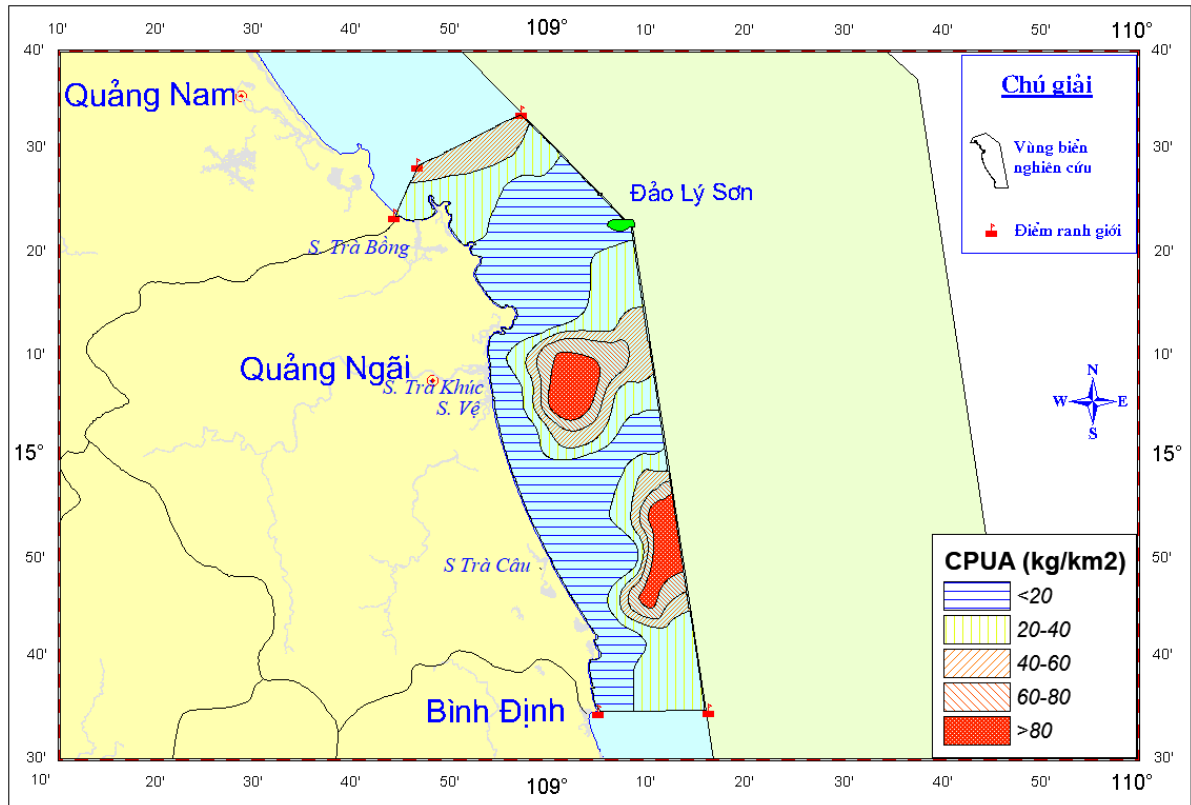 10' 20' 30' 40' 50' 109° 10' 20' 30' 40' 50' 110°
40' 40'
Quảng Nam
Chú giải
Vùng biển
nghiên cứu
Điểm ranh giới
30' 30'
Đảo Lý Sơn
S. Trà Bồng
20' 20'
10' 10'
Quảng Ngãi
S. Trà Khúc
S. Vệ
N
W E
S
15° 15°
50' 50'
S Trà Câu
CPUA (kg/km2)
<20
20-40
40-60
60-80
>80
40' 40'
Bình Định
30' 30'
10' 20' 30' 40' 50' 109° 10' 20' 30' 40' 50' 110°